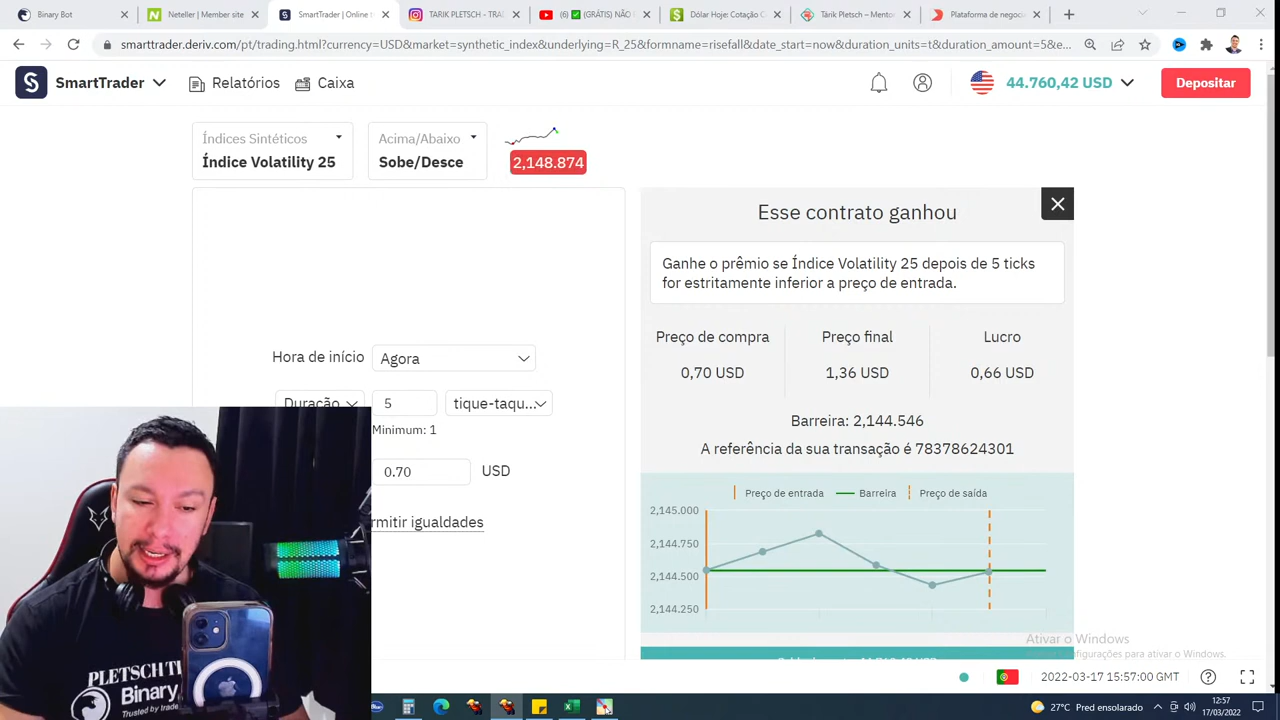 Binary Bot
Neteller | Member site
SmartTrader | Online t
TARIK PLETSCH - TRA
(6) ✅ (GRÁTIS) NÃO
Dólar Hoje: Cotação
Tárik Pletsch – Mento
Plataforma de negocia
smarttrader.deriv.com/pt/trading.html?currency=USD&market=synthetic_index&underlying=R_25&formname=risefall&date_start=now&duration_units=t&duration_amount=5&e...
SmartTrader
Relatórios
Caixa
44.760,42 USD
Depositar
Índices Sintéticos
Índice Volatility 25
Acima/Abaixo
Sobe/Desce
2,148.874
Hora de início
Agora
Duração
5
tique-taqu...
Minimum: 1
0.70
USD
rmitir igualdades
Esse contrato ganhou
Ganhe o prêmio se Índice Volatility 25 depois de 5 ticks
for estritamente inferior a preço de entrada.
Preço de compra
0,70 USD
Preço final
1,36 USD
Lucro
0,66 USD
Barreira: 2,144.546
A referência da sua transação é 78378624301
Preço de entrada
Barreira
Preço de saída
2,145.000
2,144.750
2,144.500
2,144.250
Ativar o Windows
PLETSCH
Binary
Trusted by trade
2022-03-17 15:57:00 GMT
27°C Pred ensolarado
12:57
17/03/2022